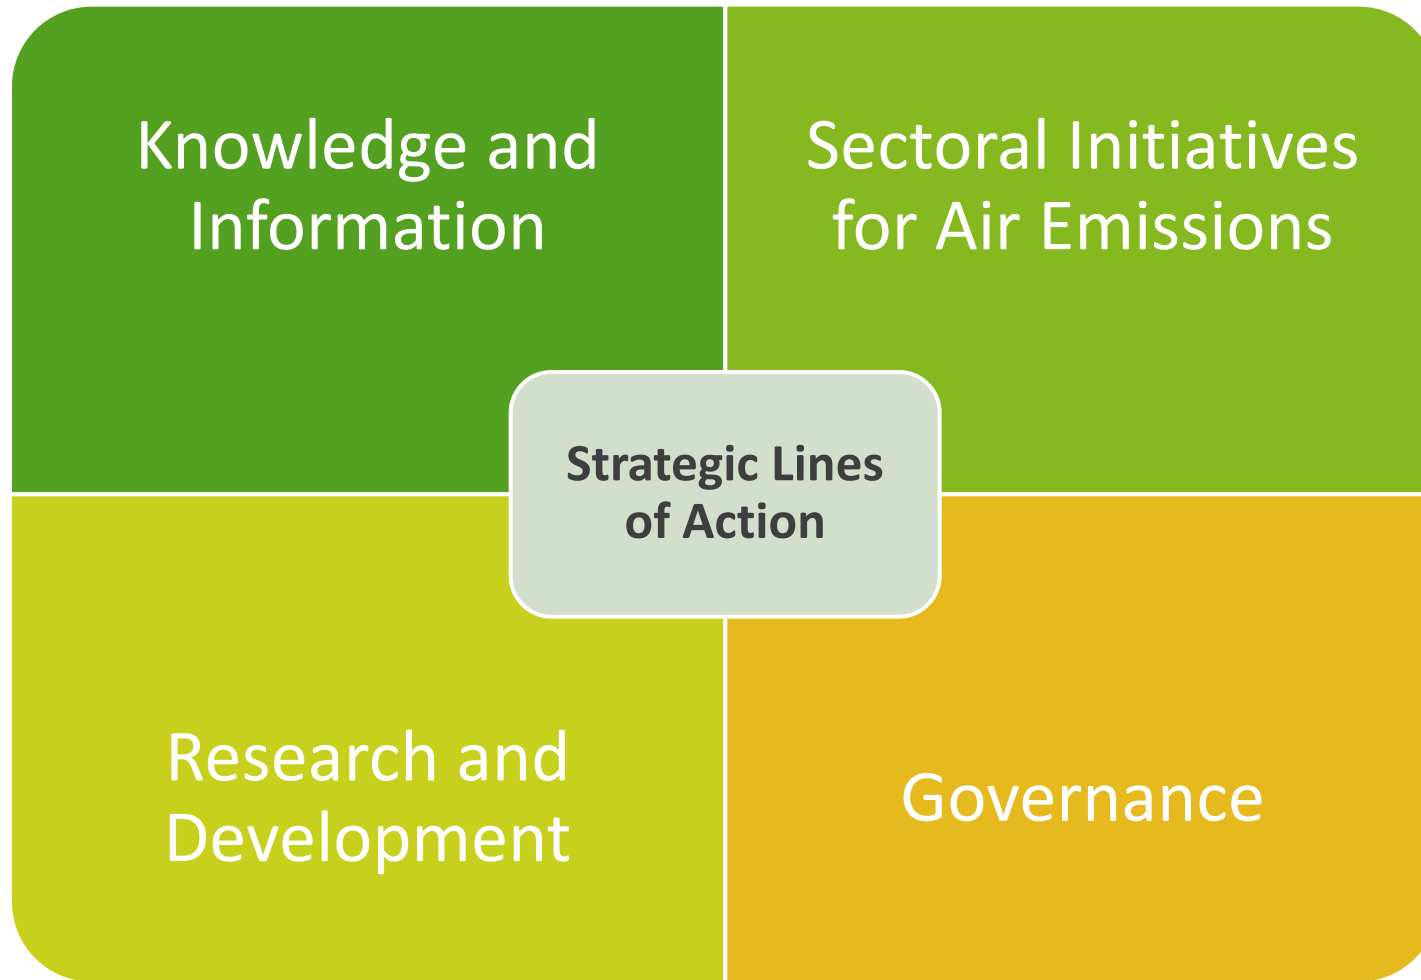 Knowledge and
Information
Sectoral Initiatives
for Air Emissions
Strategic Lines
of Action
Research and
Development
Governance